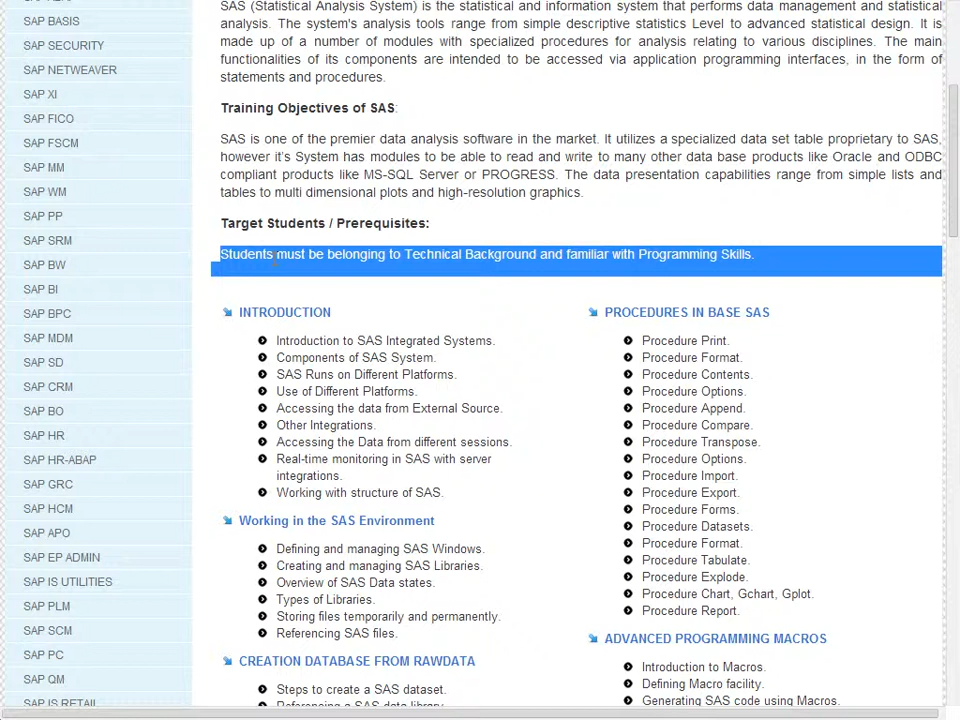 SAP BASIS
SAP SECURITY
SAP NETWEAVER
SAP XI
SAP FICO
SAP FSCM
SAP MM
SAP WM
SAP PP
SAP SRM
SAP BW
SAP BI
SAP BPC
SAP MDM
SAP SD
SAP CRM
SAP BO
SAP HR
SAP HR-ABAP
SAP GRC
SAP HCM
SAP APO
SAP EP ADMIN
SAP IS UTILITIES
SAP PLM
SAP SCM
SAP PC
SAP QM
SAP IS RETAIL
SAS (Statistical Analysis System) is the statistical and information system that performs data management and statistical
analysis. The system's analysis tools range from simple descriptive statistics Level to advanced statistical design. It is
made up of a number of modules with specialized procedures for analysis relating to various disciplines. The main
functionalities of its components are intended to be accessed via application programming interfaces, in the form of
statements and procedures.
Training Objectives of SAS:
SAS is one of the premier data analysis software in the market. It utilizes a specialized data set table proprietary to SAS,
however it's System has modules to be able to read and write to many other data base products like Oracle and ODBC
compliant products like MS-SQL Server or PROGRESS. The data presentation capabilities range from simple lists and
tables to multi dimensional plots and high-resolution graphics.
Target Students / Prerequisites:
Students must be belonging to Technical Background and familiar with Programming Skills.
INTRODUCTION
Introduction to SAS Integrated Systems.
Components of SAS System.
SAS Runs on Different Platforms.
Use of Different Platforms.
Accessing the data from External Source.
Other Integrations.
Accessing the Data from different sessions.
Real-time monitoring in SAS with server
integrations.
Working with structure of SAS.
Working in the SAS Environment
Defining and managing SAS Windows.
Creating and managing SAS Libraries.
Overview of SAS Data states.
Types of Libraries.
Storing files temporarily and permanently.
Referencing SAS files.
CREATION DATABASE FROM RAWDATA
Steps to create a SAS dataset.
Referencing a SAS data library.
PROCEDURES IN BASE SAS
Procedure Print.
Procedure Format.
Procedure Contents.
Procedure Options.
Procedure Append.
Procedure Compare.
Procedure Transpose.
Procedure Options.
Procedure Import.
Procedure Export.
Procedure Forms.
Procedure Datasets.
Procedure Format.
Procedure Tabulate.
Procedure Explode.
Procedure Chart, Gchart, Gplot.
Procedure Report.
ADVANCED PROGRAMMING MACROS
Introduction to Macros.
Defining Macro facility.
Generating SAS code using Macros.